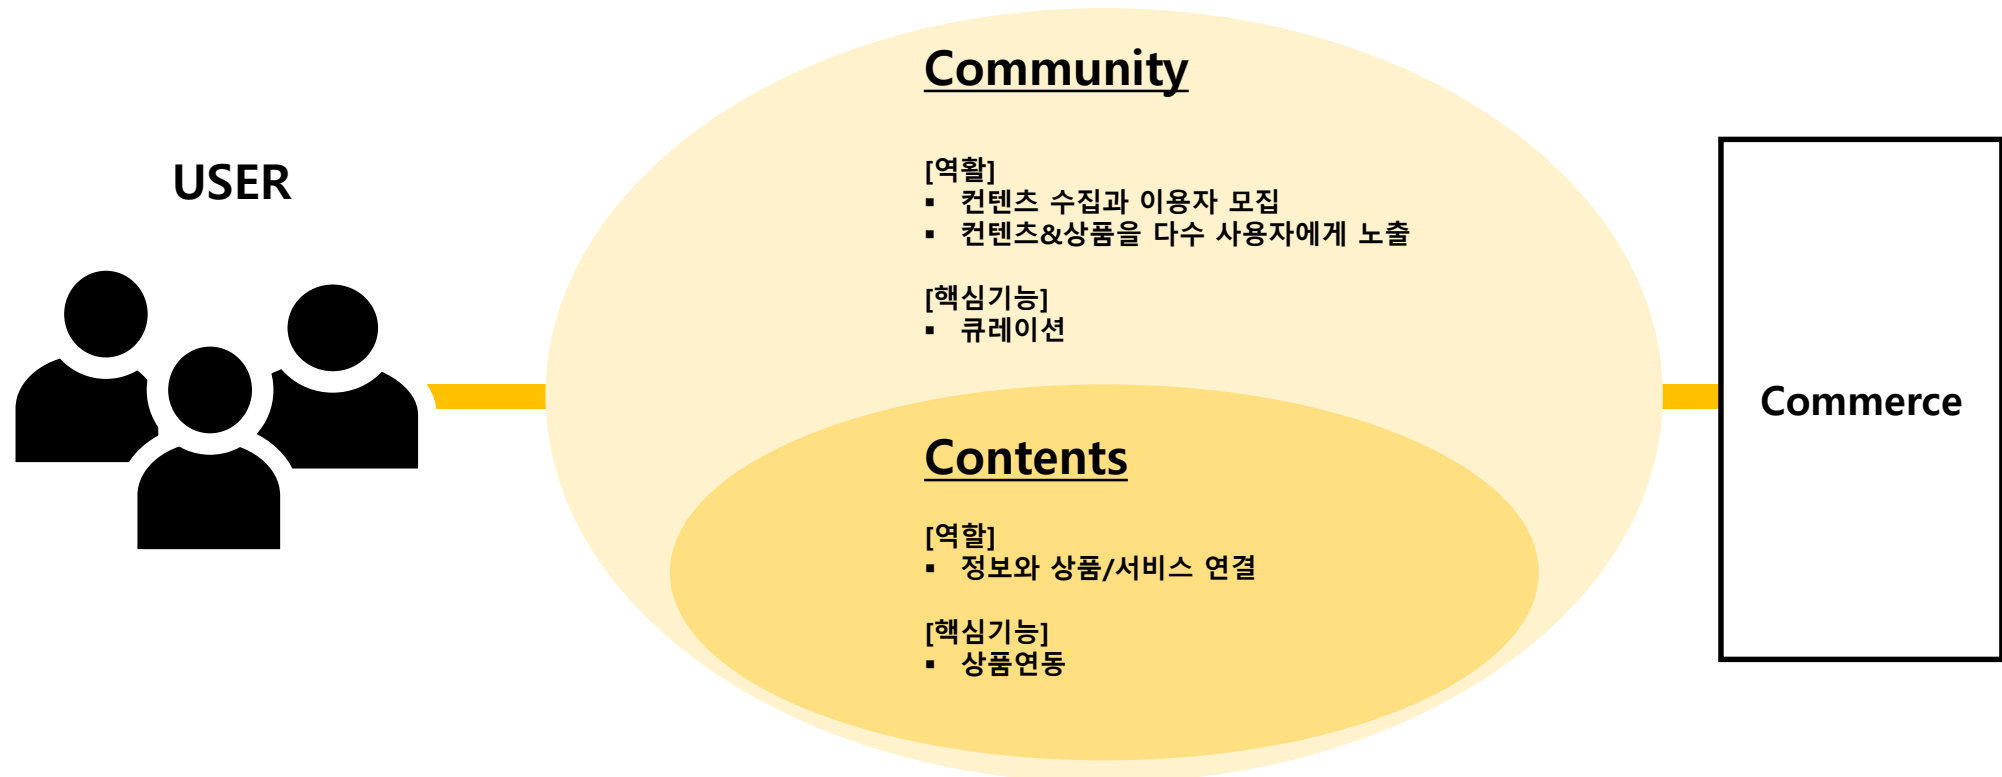 USER
Community
[역활]
▪ 컨텐츠 수집과 이용자 모집
▪ 컨텐츠&상품을 다수 사용자에게 노출
[핵심기능]
▪ 큐레이션
Contents
[역할]
▪ 정보와 상품/서비스 연결
[핵심기능]
▪ 상품연동
Commerce